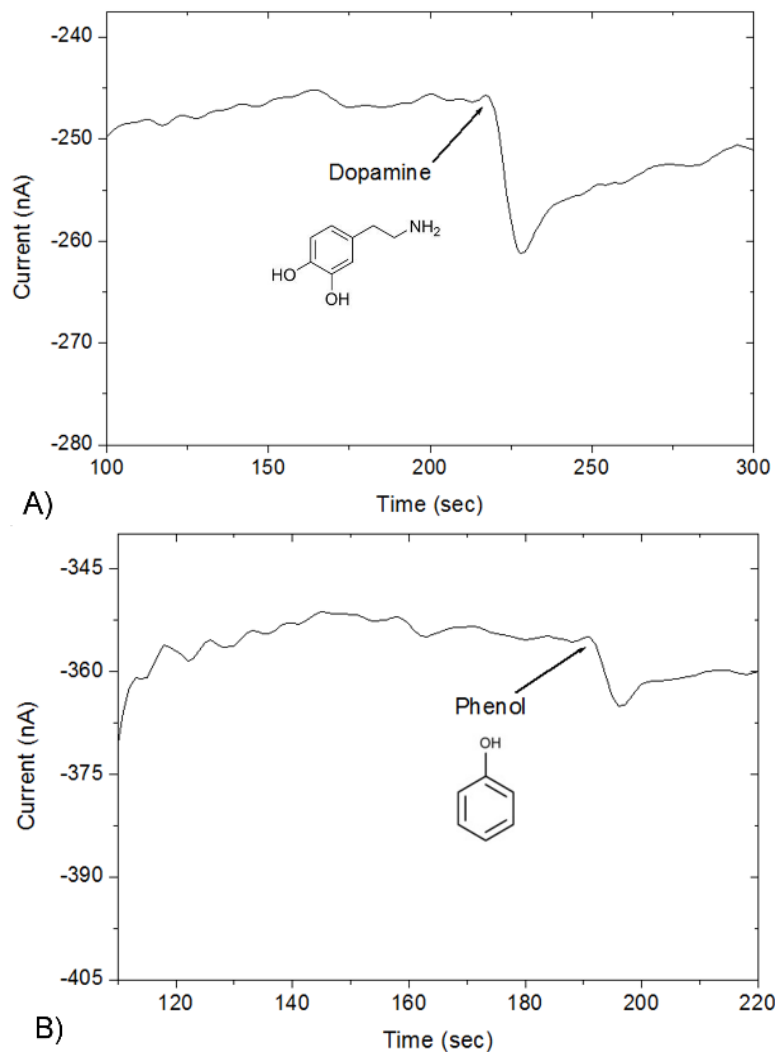 -240
-250
-260
-270
-280
Current (nA)
Dopamine
NH2
HO
OH
100
150
200
250
300
Time (sec)
A)
-345
-360
-375
-390
-405
Current (nA)
Phenol
OH
120
140
160
180
200
220
Time (sec)
B)